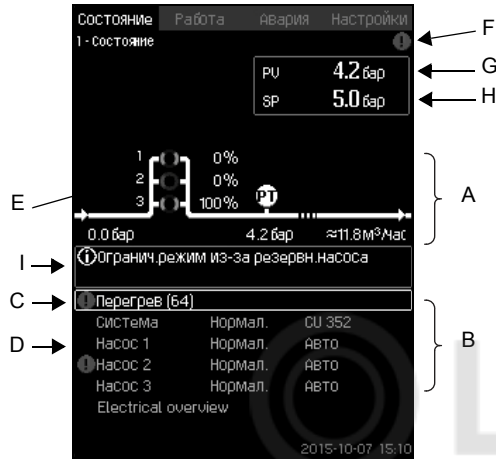 Состояние Работа Авария Настройки
F
1 - Состояние
PV 4.2 бар
G
SP 5.0 бар
H
1 0%
2 0%
3 100%
PT
E
A
0.0 бар 4.2 бар ≈11.8м³/час
I
Огранич.режим из-за резервн.насоса
C
Перегрев (64)
Система Нормал. CU 352
D
Насос 1 Нормал. Авто
B
Насос 2 Нормал. Авто
Насос 3 Нормал. Авто
Electrical overview
2015-10-07 15:10